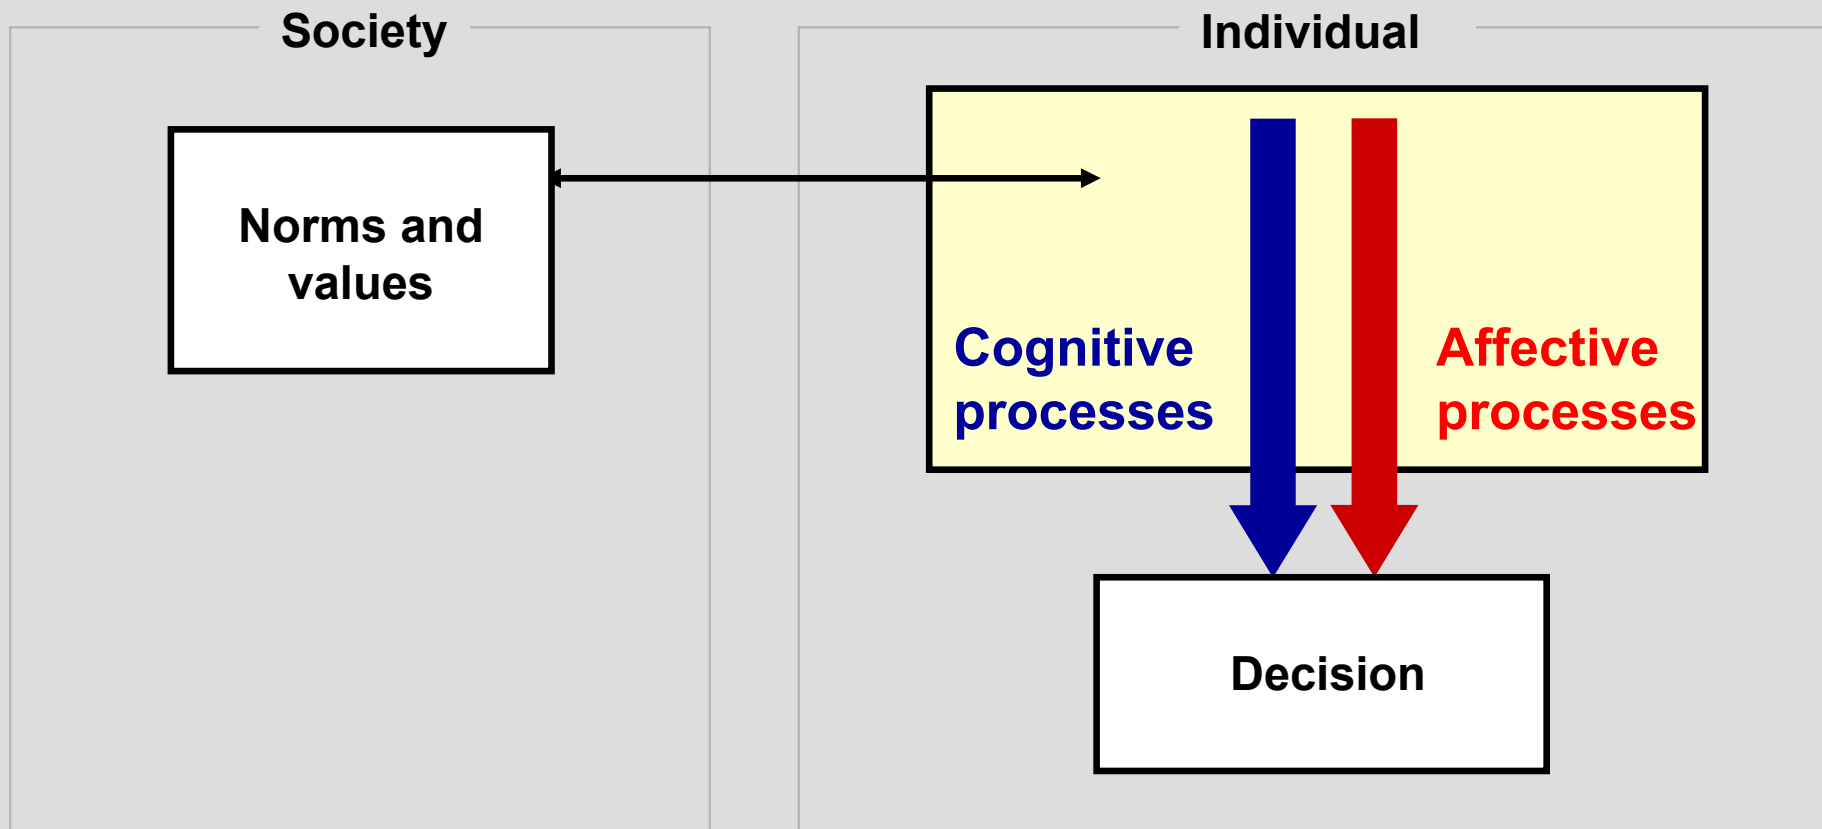 Society
Individual
Norms and
values
Cognitive
processes
Affective
processes
Decision